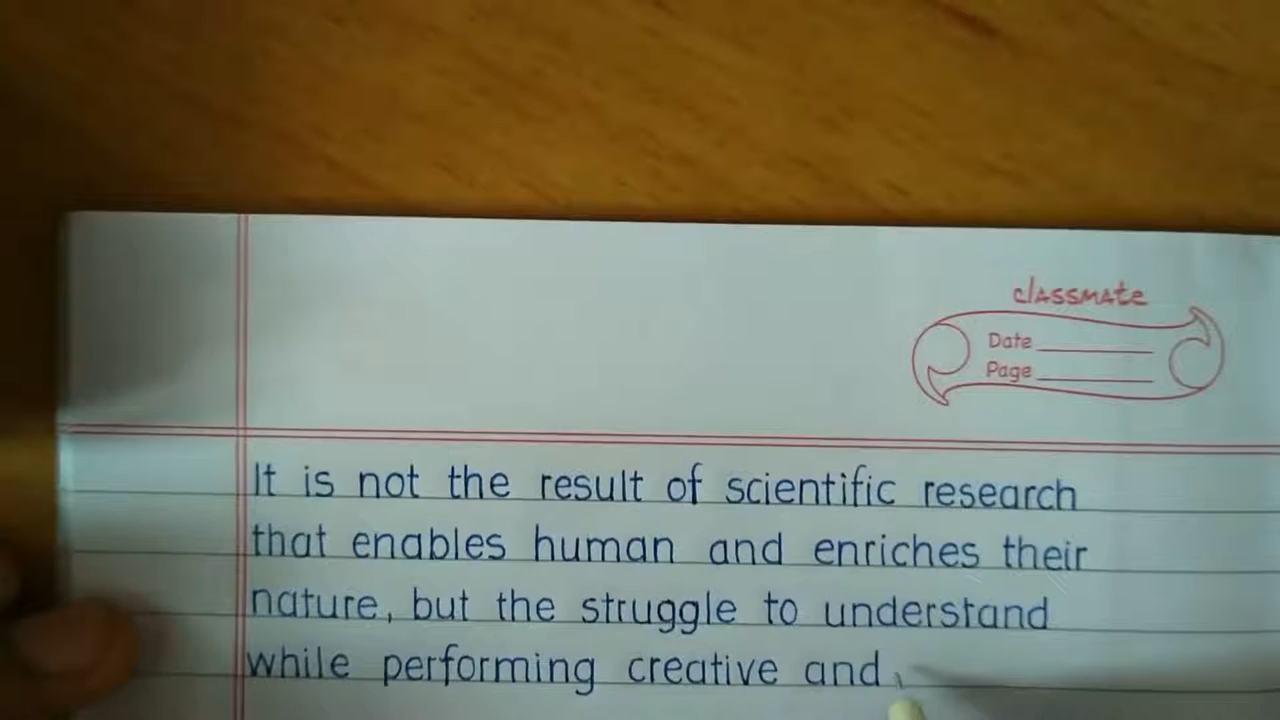 classmate
Date
Page
It is not the result of scientific research
that enables human and enriches their
nature, but the struggle to understand
while performing creative and